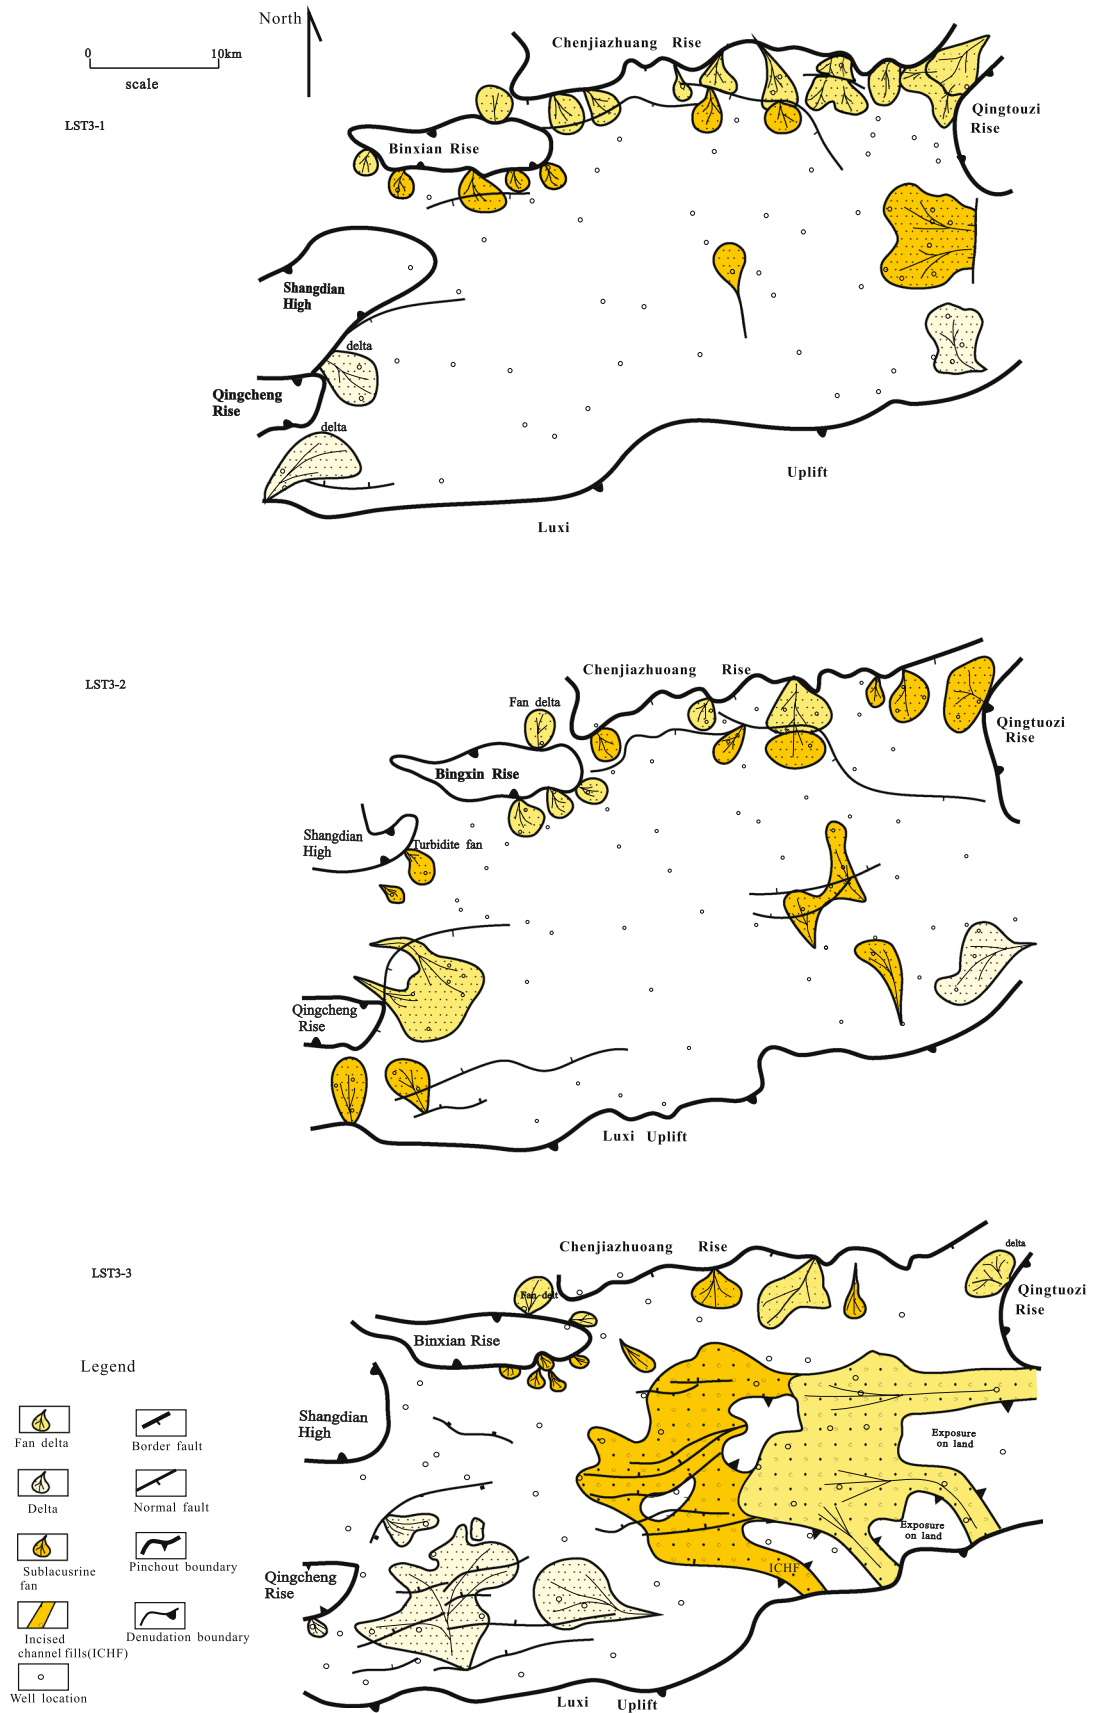 North
0 10km
scale
LST3-1
Chenjiazhuang Rise
Qingtouzi
Rise
Binxian Rise
Shangdian
High
delta
Qingcheng
Rise
delta
Uplift
Luxi
LST3-2
Chenjiazhuoang Rise
Fan delta
Qingtuozi
Rise
Bingxin Rise
Shangdian
High
Turbidite fan
Qingcheng
Rise
Luxi Uplift
LST3-3
Chenjiazhuoang Rise
delta
Qingtuozi
Rise
Fan delt
Binxian Rise
Shangdian
High
Exposure
on land
Exposure
on land
ICHF
Qingcheng
Rise
Luxi Uplift
Legend
Fan delta
Border fault
Delta
Normal fault
Sublacusrine
fan
Pinchout boundary
Incised
channel fills(ICHF)
Denudation boundary
Well location